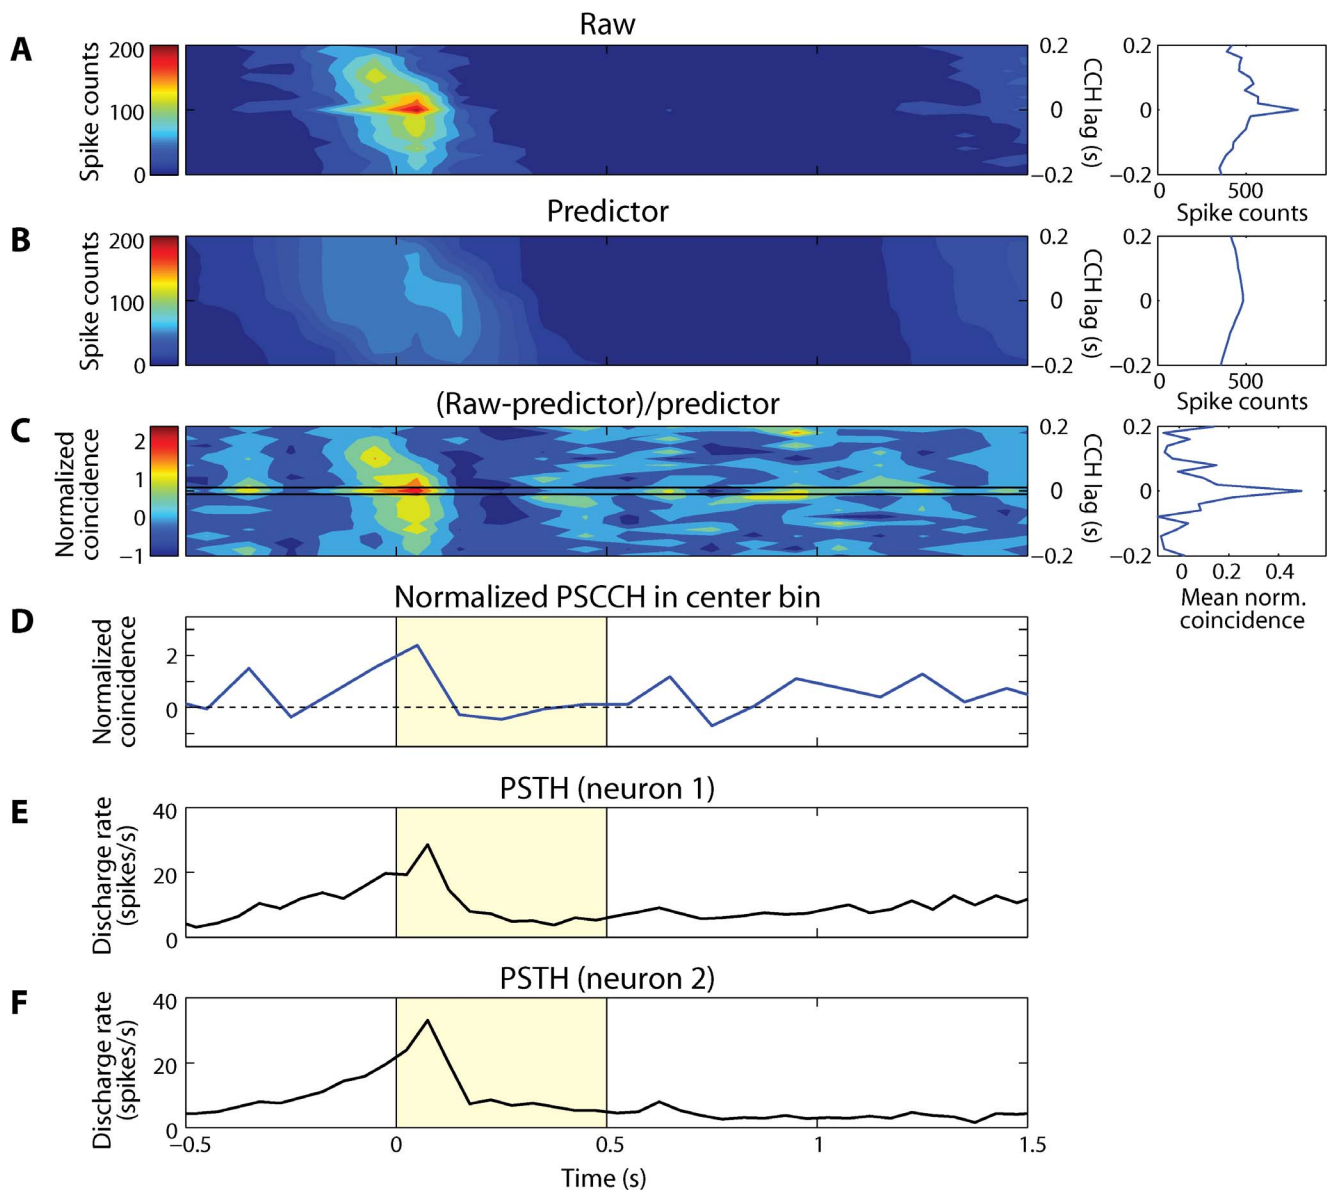 A
Raw
Spike counts
200
100
0
0.2
0
−0.2
CCH lag (s)
0.2
0
−0.2
0
500
Spike counts
B
Predictor
Spike counts
200
100
0
0.2
0
−0.2
CCH lag (s)
0.2
0
−0.2
0
500
Spike counts
C
(Raw-predictor)/predictor
Normalized
coincidence
2
1
0
−1
0.2
0
−0.2
CCH lag (s)
0.2
0
−0.2
0
0.2
0.4
Mean norm.
coincidence
D
Normalized PSCCH in center bin
Normalized
coincidence
2
0
E
PSTH (neuron 1)
Discharge rate
(spikes/s)
40
20
0
F
PSTH (neuron 2)
Discharge rate
(spikes/s)
40
20
0
−0.5
0
0.5
1
1.5
Time (s)